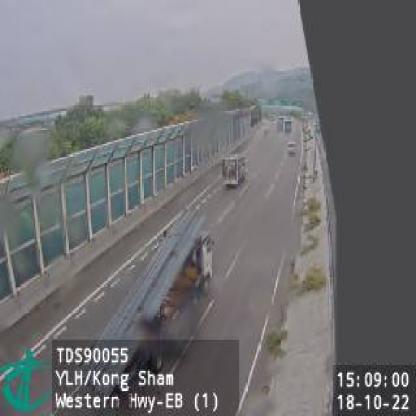 TDS90055
YLH/Kong Sham
Western Hwy-EB (1)
15:09:00
18-10-22